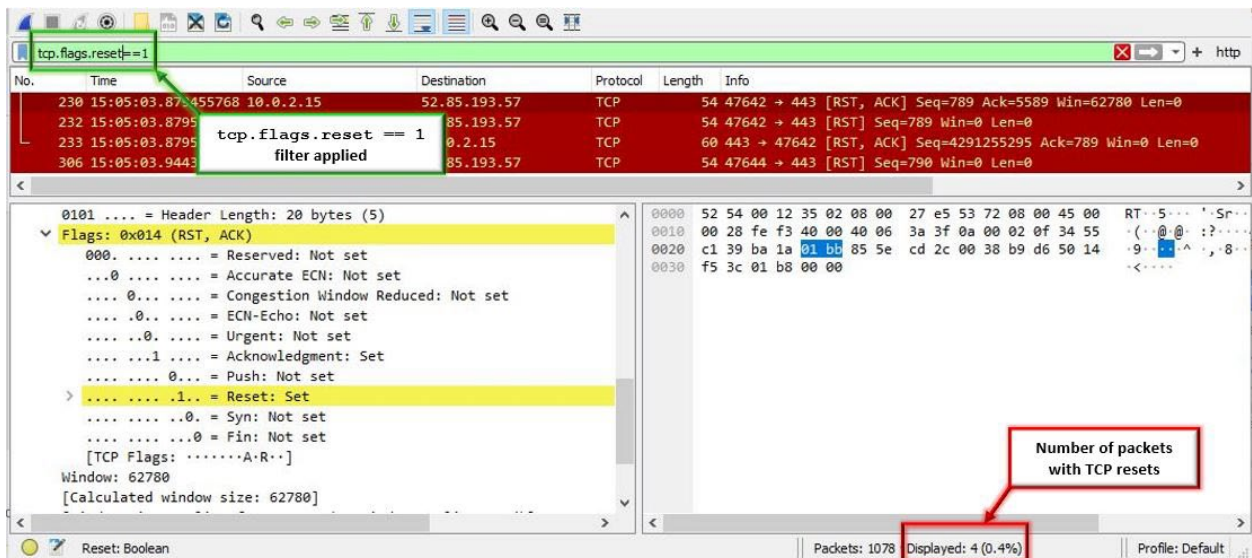 tcp.flags.reset==1
+ http
No. Time Source Destination Protocol Length Info
230 15:05:03.879455768 10.0.2.15 52.85.193.57 TCP 54 47642 → 443 [RST, ACK] Seq=789 Ack=5589 Win=62780 Len=0
232 15:05:03.8795 .85.193.57 TCP 54 47642 → 443 [RST] Seq=789 Win=0 Len=0
233 15:05:03.8795 0.2.15 TCP 60 443 → 47642 [RST, ACK] Seq=4291255295 Ack=789 Win=0 Len=0
306 15:05:03.9443 85.193.57 TCP 54 47644 → 443 [RST] Seq=790 Win=0 Len=0
tcp.flags.reset == 1
filter applied
0101 .... = Header Length: 20 bytes (5)
Flags: 0x014 (RST, ACK)
000. .... .... = Reserved: Not set
...0 .... .... = Accurate ECN: Not set
.... 0... .... = Congestion Window Reduced: Not set
.... .0.. .... = ECN-Echo: Not set
.... ..0. .... = Urgent: Not set
.... ...1 .... = Acknowledgment: Set
.... .... 0... = Push: Not set
.... .... .1.. = Reset: Set
.... .... ..0. = Syn: Not set
.... .... ...0 = Fin: Not set
[TCP Flags: ·······A·R··]
Window: 62780
[Calculated window size: 62780]
0000 52 54 00 12 35 02 08 00 27 e5 53 72 08 00 45 00 RT··5··· '·Sr··
0010 00 28 fe f3 40 00 40 06 3a 3f 0a 00 02 0f 34 55 ·(··@·@· :?····
0020 c1 39 ba 1a 01 bb 85 5e cd 2c 00 38 b9 d6 50 14 ·9·····^ ·,·8··
0030 f5 3c 01 b8 00 00 ·<····
Number of packets
with TCP resets
Reset: Boolean
Packets: 1078
Displayed: 4 (0.4%)
Profile: Default